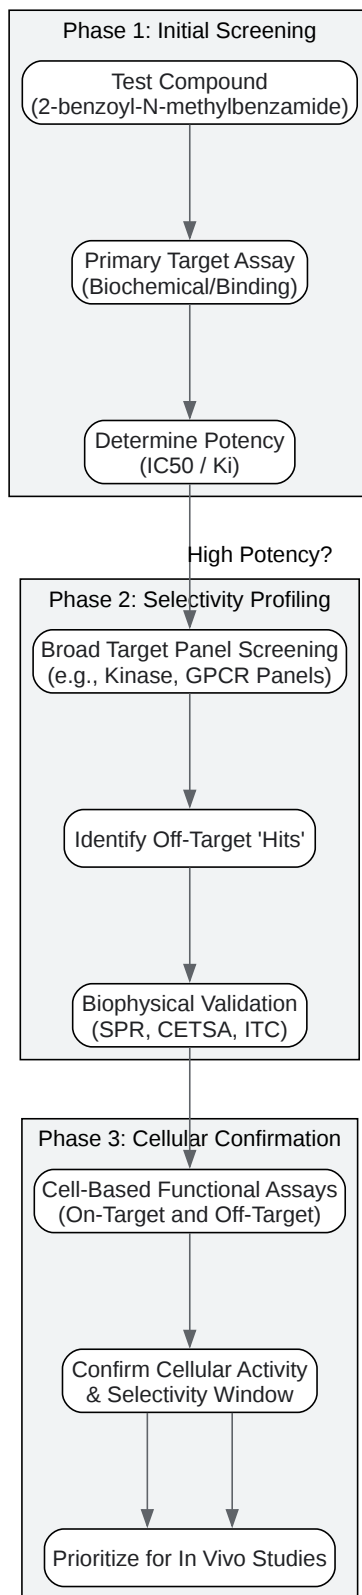 Phase 1: Initial Screening
Test Compound
(2-benzoyl-N-methylbenzamide)
Primary Target Assay
(Biochemical/Binding)
Determine Potency
(IC50 / Ki)
High Potency?
Phase 2: Selectivity Profiling
Broad Target Panel Screening
(e.g., Kinase, GPCR Panels)
Identify Off-Target 'Hits'
Biophysical Validation
(SPR, CETSA, ITC)
Phase 3: Cellular Confirmation
Cell-Based Functional Assays
(On-Target and Off-Target)
Confirm Cellular Activity
& Selectivity Window
Prioritize for In Vivo Studies